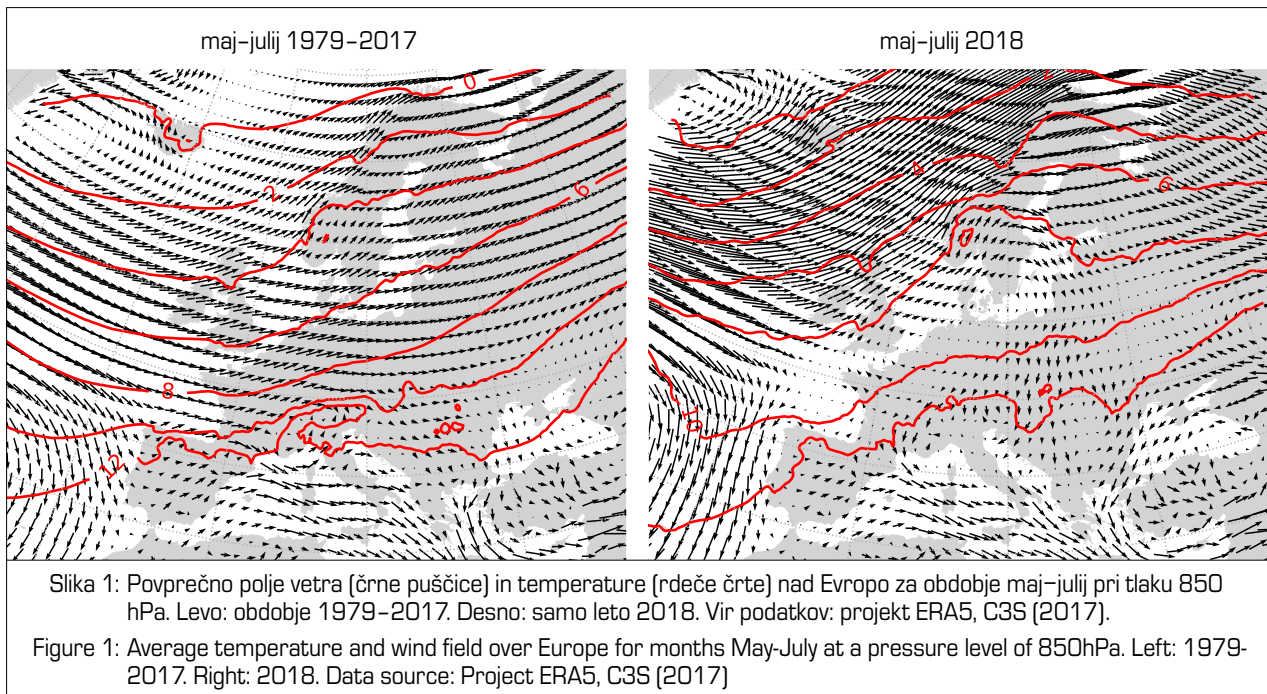 maj–julij 1979–2017
maj–julij 2018
0
2
6
8
12
2
4
6
8
10
Slika 1: Povprečno polje vetra (črne puščice) in temperature (rdeče črte) nad Evropo za obdobje maj–julij pri tlaku 850
hPa. Levo: obdobje 1979–2017. Desno: samo leto 2018. Vir podatkov: projekt ERA5, C3S (2017).
Figure 1: Average temperature and wind field over Europe for months May-July at a pressure level of 850hPa. Left: 1979-
2017. Right: 2018. Data source: Project ERA5, C3S (2017)